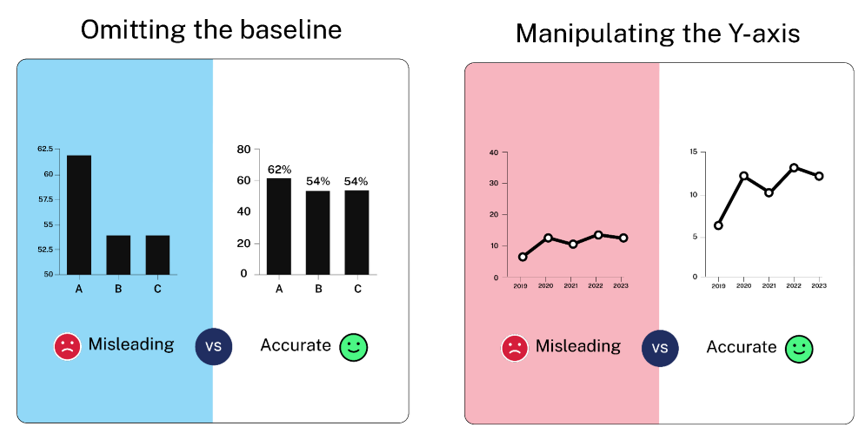 Omitting the baseline
62.5
60
57.5
55
52.5
50
A
B
C
80
60
40
20
0
62%
54%
54%
A
B
C
Misleading
vs
Accurate
Manipulating the Y-axis
40
30
20
10
0
2019
2020
2021
2022
2023
15
10
5
0
2019
2020
2021
2022
2023
Misleading
vs
Accurate